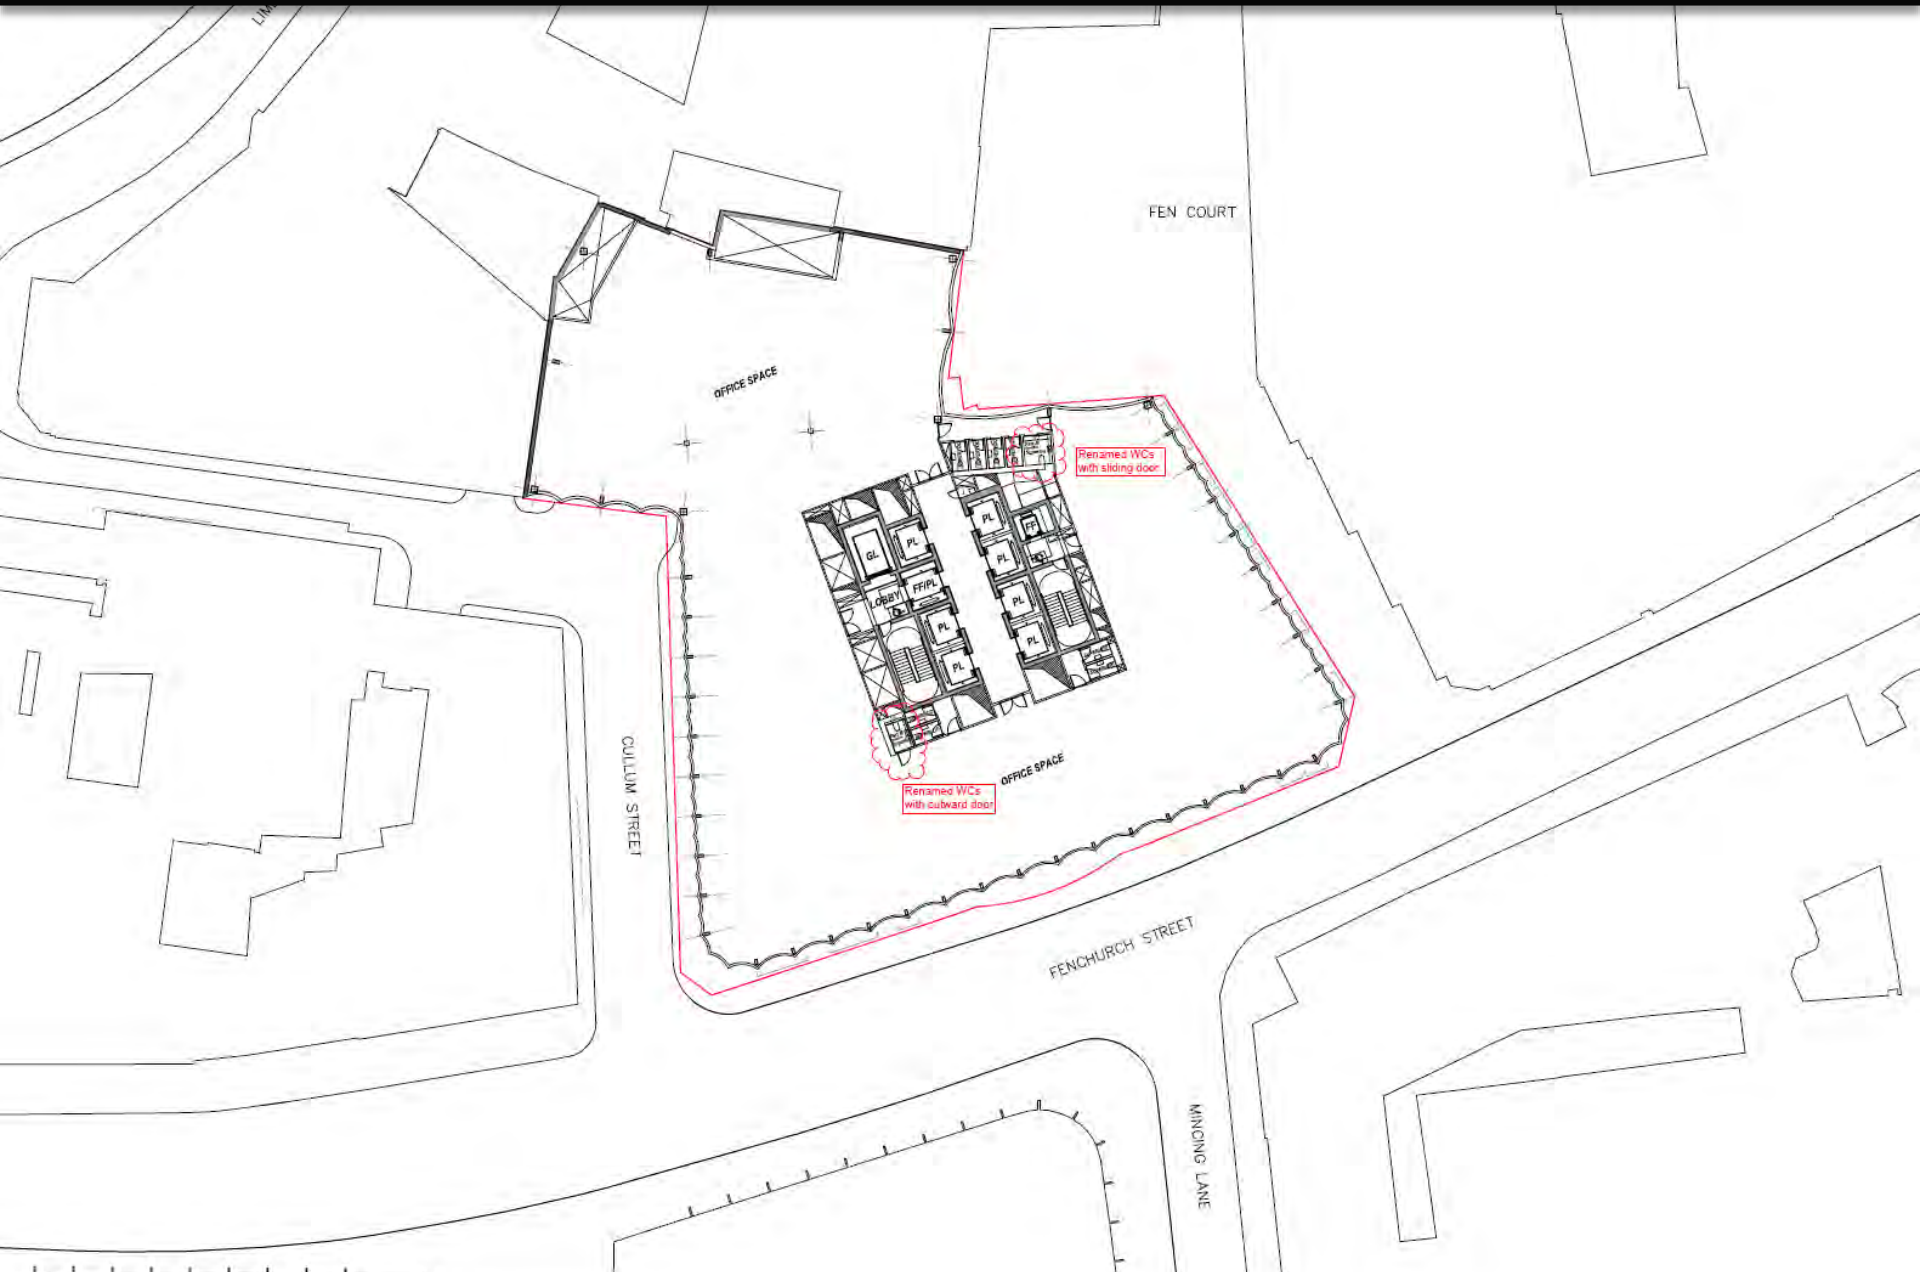 FEN COURT
OFFICE SPACE
Renamed WCs
with sliding door
PL
PL
GL
FF
PL
FF/PL
LOBBY
PL
PL
PL
PL
OFFICE SPACE
Renamed WCs
with outward door
CULLUM STREET
FENCHURCH STREET
MINCING LANE